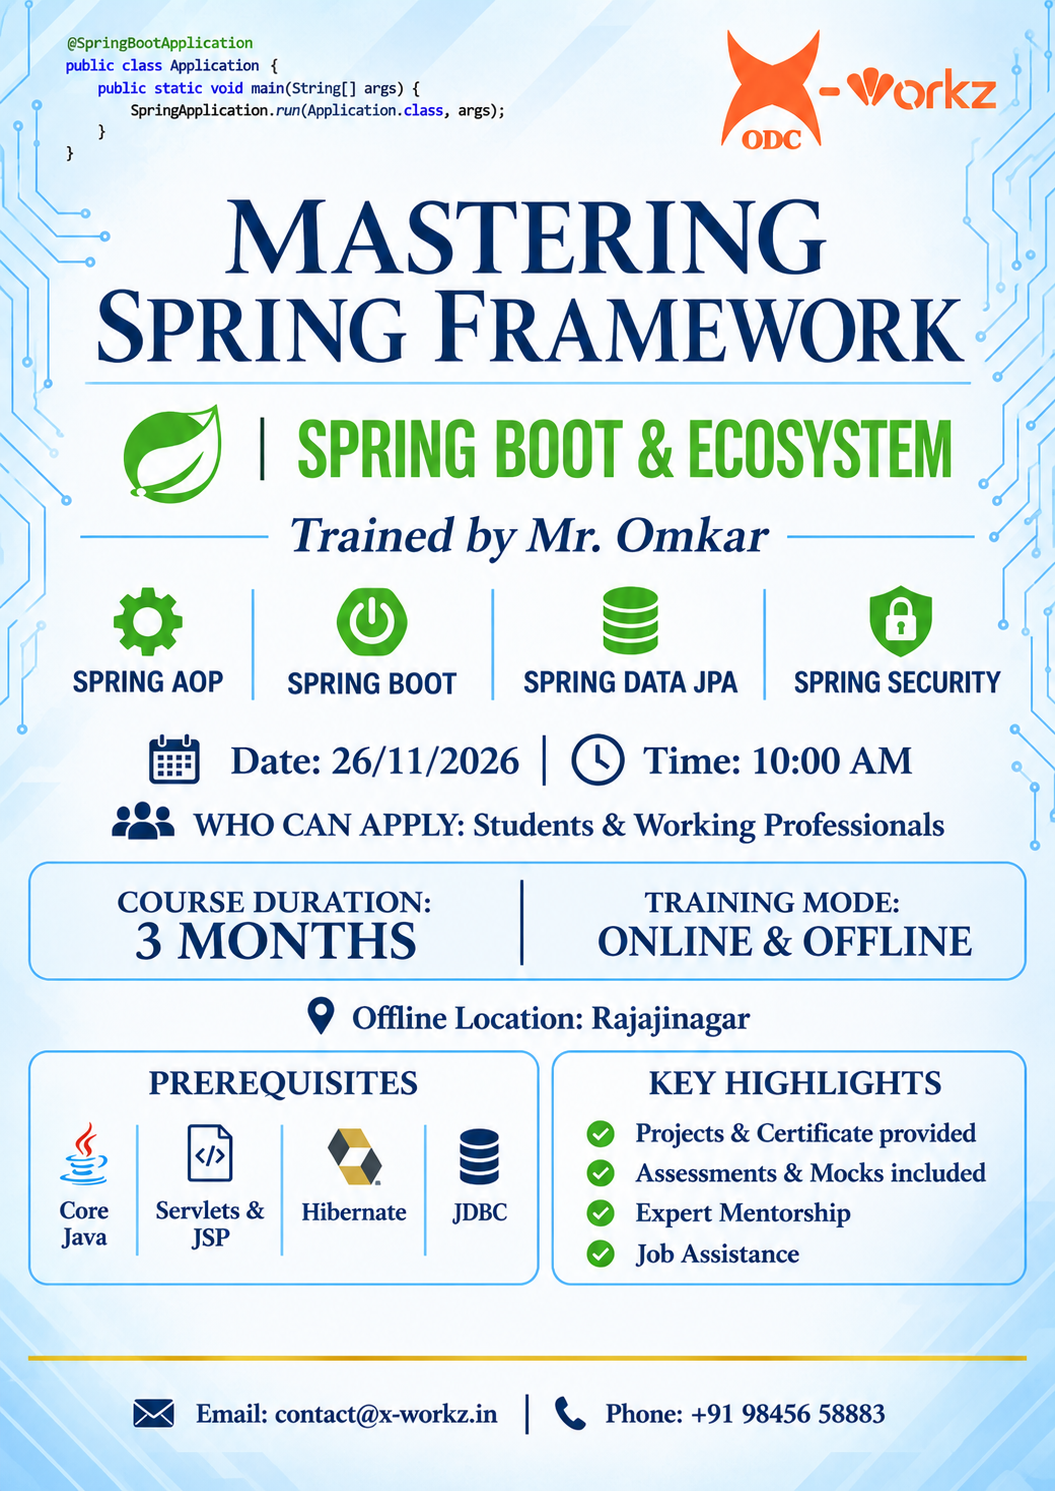 @SpringBootApplication
public class Application {
public static void main(String[] args) {
SpringApplication.run(Application.class, args);
}
}
ODC
-Workz
MASTERING
SPRING FRAMEWORK
SPRING BOOT & ECOSYSTEM
Trained by Mr. Omkar
SPRING AOP
SPRING BOOT
SPRING DATA JPA
SPRING SECURITY
Date: 26/11/2026
Time: 10:00 AM
WHO CAN APPLY: Students & Working Professionals
COURSE DURATION:
3 MONTHS
TRAINING MODE:
ONLINE & OFFLINE
Offline Location: Rajajinagar
PREREQUISITES
Core
Java
</>
Servlets &
JSP
Hibernate
JDBC
KEY HIGHLIGHTS
Projects & Certificate provided
Assessments & Mocks included
Expert Mentorship
Job Assistance
Email: contact@x-workz.in
Phone: +91 98456 58883